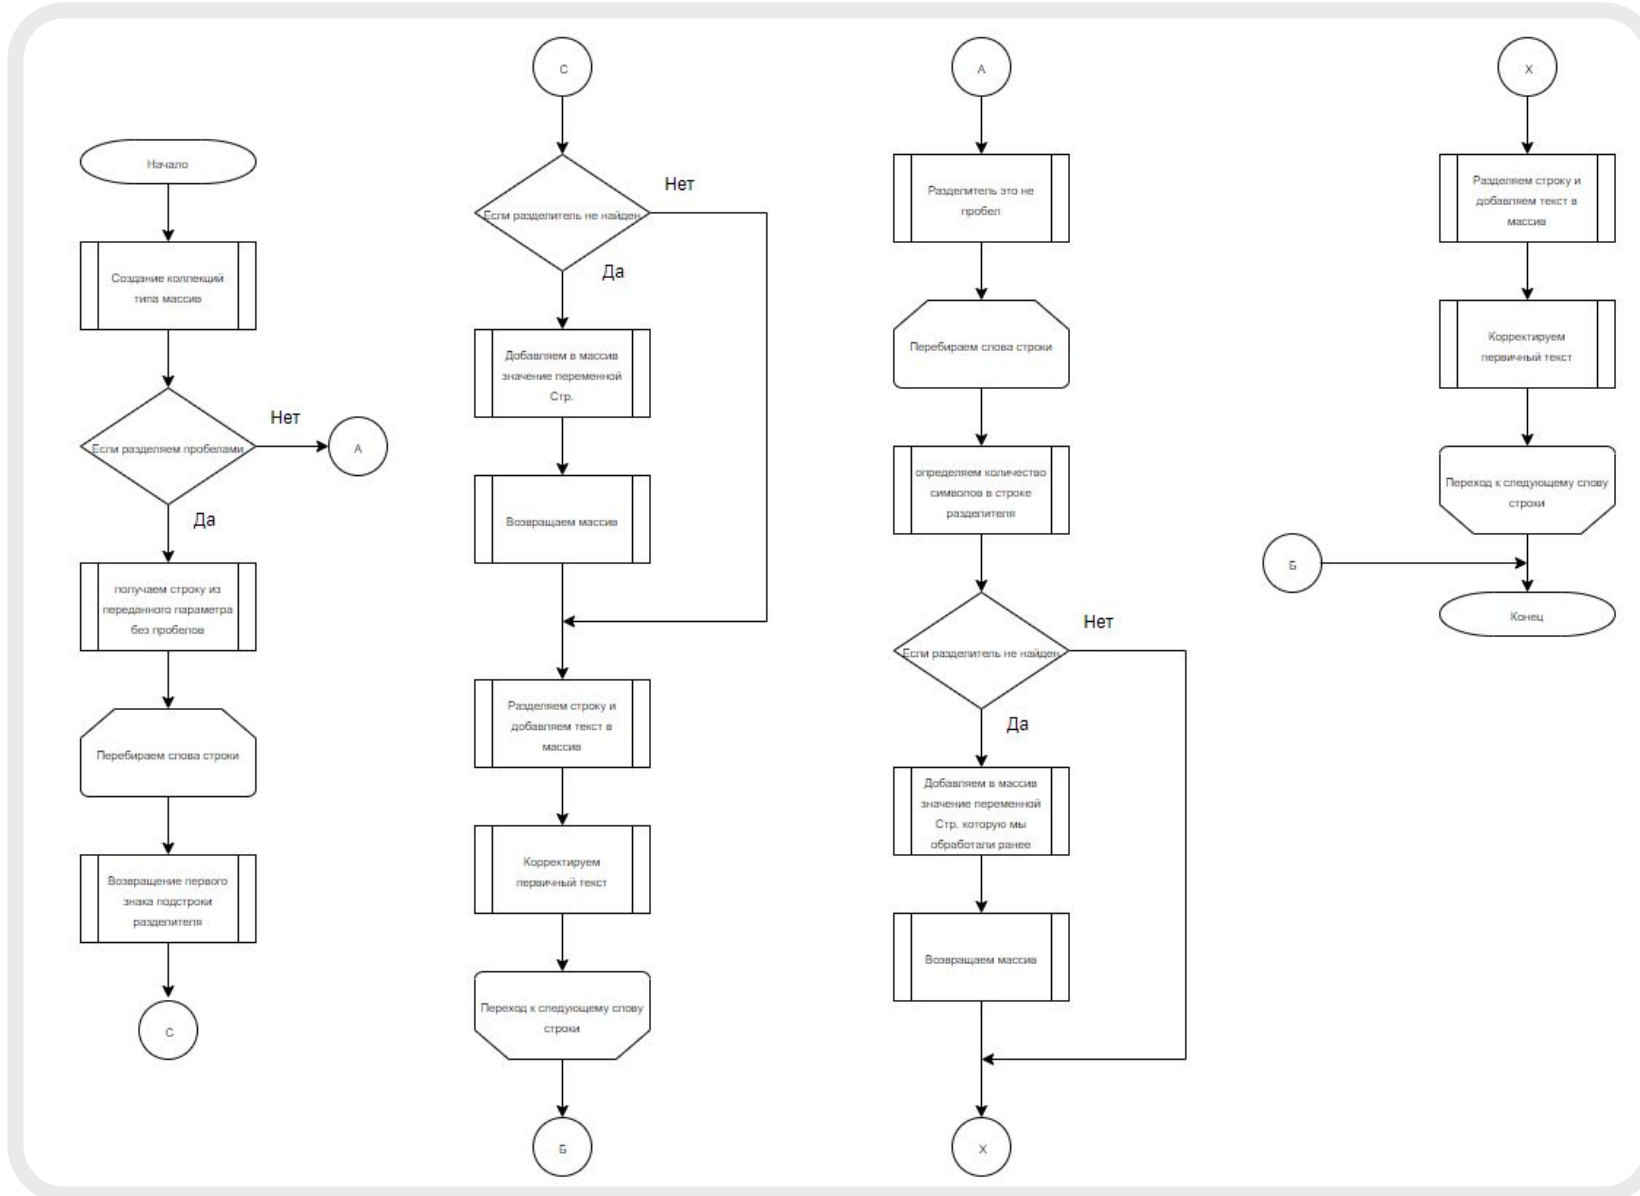 Начало
Создание коллекций
типа массив
Если разделяем пробелами
Нет
А
Да
получаем строку из
переданного параметра
без пробелов
Перебираем слова строки
Возвращение первого
знака подстроки
разделителя
С
С
Если разделитель не найден
Нет
Да
Добавляем в массив
значение переменной
Стр.
Возвращаем массив
Разделяем строку и
добавляем текст в
массив
Корректируем
первичный текст
Переход к следующему слову
строки
Б
А
Разделитель это не
пробел
Перебираем слова строки
определяем количество
символов в строке
разделителя
Если разделитель не найден
Нет
Да
Добавляем в массив
значение переменной
Стр. которую мы
обработали ранее
Возвращаем массив
Х
Х
Разделяем строку и
добавляем текст в
массив
Корректируем
первичный текст
Переход к следующему слову
строки
Б
Конец